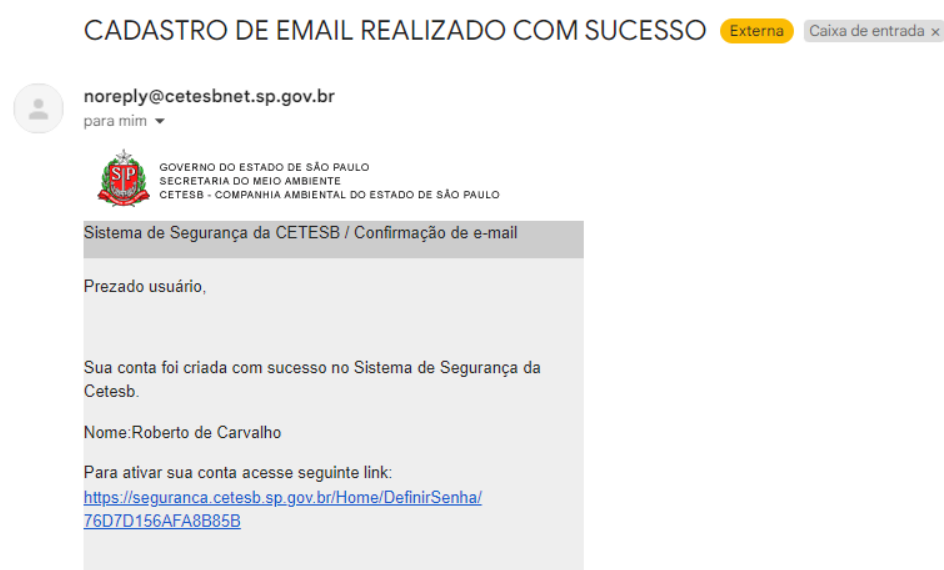 CADASTRO DE EMAIL REALIZADO COM SUCESSO Externa Caixa de entrada ×
noreply@cetesbnet.sp.gov.br
para mim
SP
GOVERNO DO ESTADO DE SÃO PAULO
SECRETARIA DO MEIO AMBIENTE
CETESB - COMPANHIA AMBIENTAL DO ESTADO DE SÃO PAULO
Sistema de Segurança da CETESB / Confirmação de e-mail
Prezado usuário,
Sua conta foi criada com sucesso no Sistema de Segurança da
Cetesb.
Nome:Roberto de Carvalho
Para ativar sua conta acesse seguinte link:
https://seguranca.cetesb.sp.gov.br/Home/DefinirSenha/
76D7D156AFA8B85B